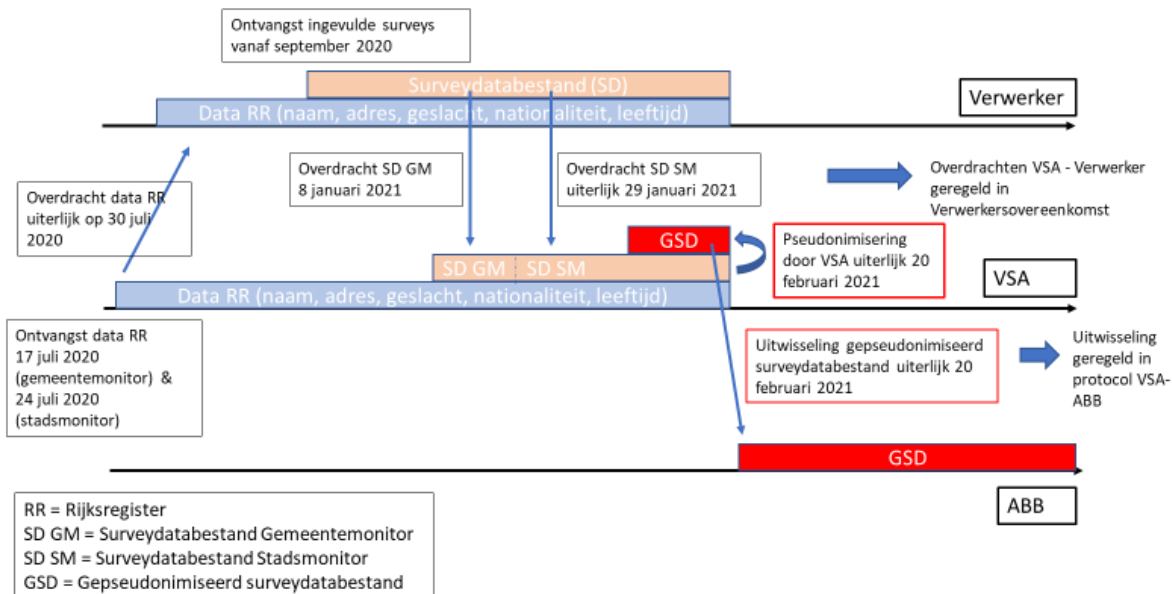 Ontvangst ingevulde surveys
vanaf september 2020
Surveydatabestand (SD)
Verwerker
Data RR (naam, adres, geslacht, nationaliteit, leeftijd)
Overdracht data RR
uiterlijk op 30 juli
2020
Overdracht SD GM
8 januari 2021
Overdracht SD SM
uiterlijk 29 januari 2021
Overdrachten VSA - Verwerker
geregeld in
Verwerkersovereenkomst
GSD
Pseudonimisering
door VSA uiterlijk 20
februari 2021
SD GM
SD SM
VSA
Data RR (naam, adres, geslacht, nationaliteit, leeftijd)
Ontvangst data RR
17 juli 2020
(gemeentemonitor) &
24 juli 2020
(stadsmonitor)
Uitwisseling gepseudonimiseerd
surveydatabestand uiterlijk 20
februari 2021
Uitwisseling
geregeld in
protocol VSA-
ABB
GSD
ABB
RR = Rijksregister
SD GM = Surveydatabestand Gemeentemonitor
SD SM = Surveydatabestand Stadsmonitor
GSD = Gepseudonimiseerd surveydatabestand